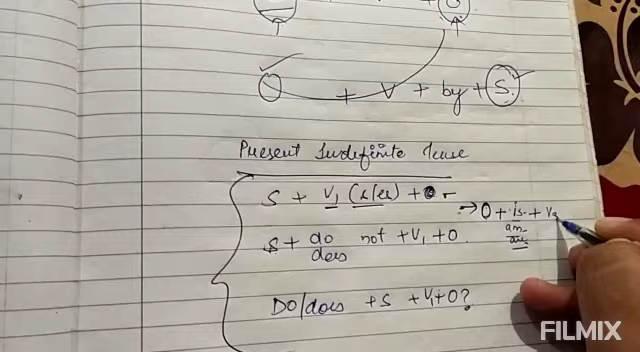 O
O + V + by + S.
Present Indefinite Tense
S + V1 (s/es) + O
→ O + is + V3
am
are
S + do not + V1 + O.
does
DO/does + S + V1 + O?
FILMIX